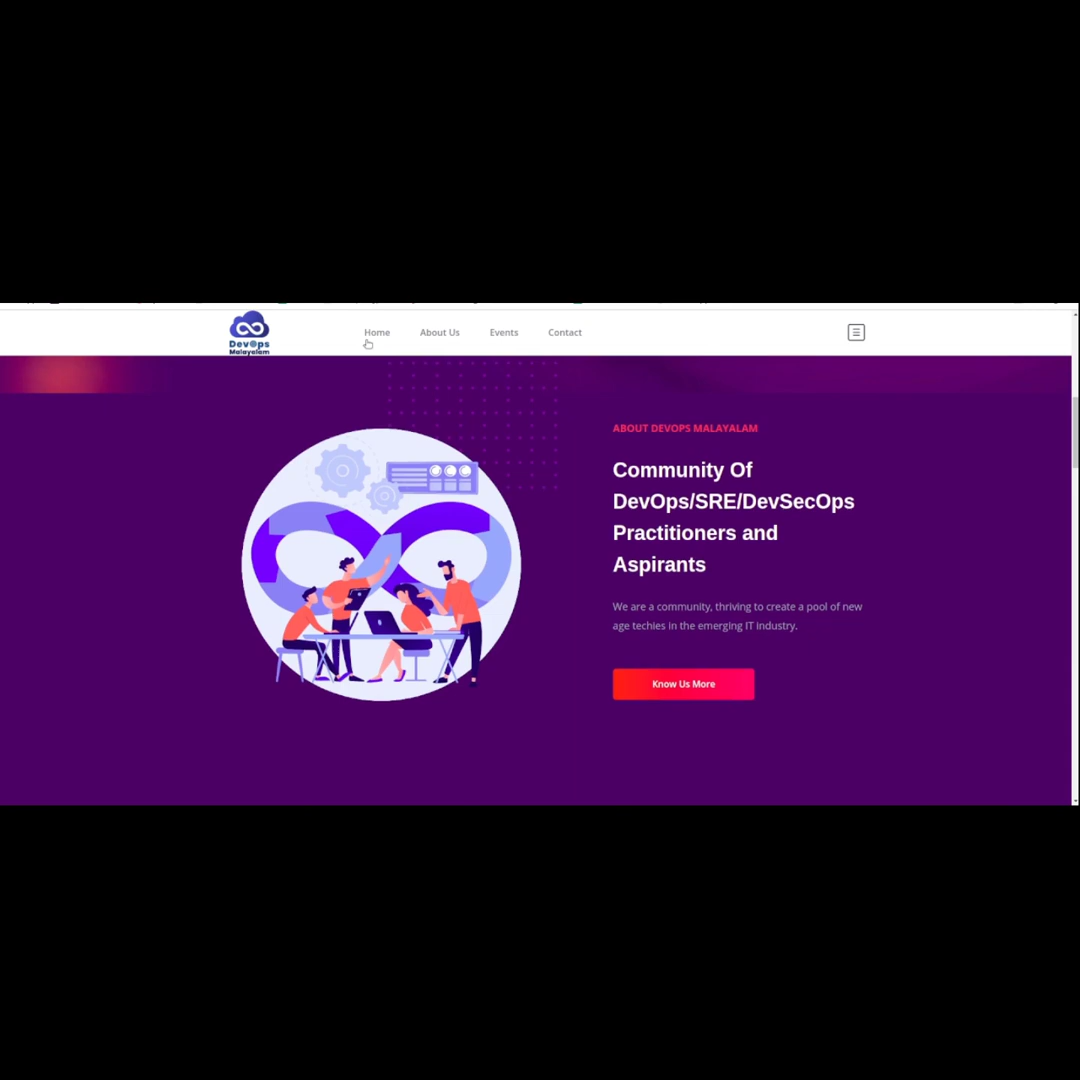 DevOps
Malayalam
Home
About Us
Events
Contact
ABOUT DEVOPS MALAYALAM
Community Of
DevOps/SRE/DevSecOps
Practitioners and
Aspirants
We are a community, thriving to create a pool of new
age techies in the emerging IT industry.
Know Us More